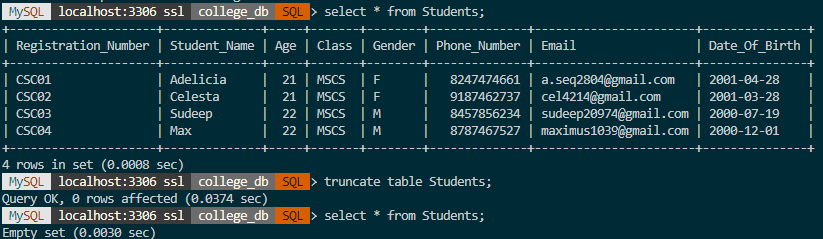 MySQL localhost:3306 ssl college_db SQL > select * from Students;
+---------------------+--------------+-----+-------+--------+--------------+------------------------+---------------+
| Registration_Number | Student_Name | Age | Class | Gender | Phone_Number | Email                  | Date_Of_Birth |
+---------------------+--------------+-----+-------+--------+--------------+------------------------+---------------+
| CSC01               | Adelicia     |  21 | MSCS  | F      |   8247474661 | a.seq2804@gmail.com    | 2001-04-28    |
| CSC02               | Celesta      |  21 | MSCS  | F      |   9187462737 | cel4214@gmail.com      | 2001-03-28    |
| CSC03               | Sudeep       |  22 | MSCS  | M      |   8457856234 | sudeep20974@gmail.com  | 2000-07-19    |
| CSC04               | Max          |  22 | MSCS  | M      |   8787467527 | maximus1039@gmail.com  | 2000-12-01    |
+---------------------+--------------+-----+-------+--------+--------------+------------------------+---------------+
4 rows in set (0.0008 sec)
MySQL localhost:3306 ssl college_db SQL > truncate table Students;
Query OK, 0 rows affected (0.0374 sec)
MySQL localhost:3306 ssl college_db SQL > select * from Students;
Empty set (0.0030 sec)